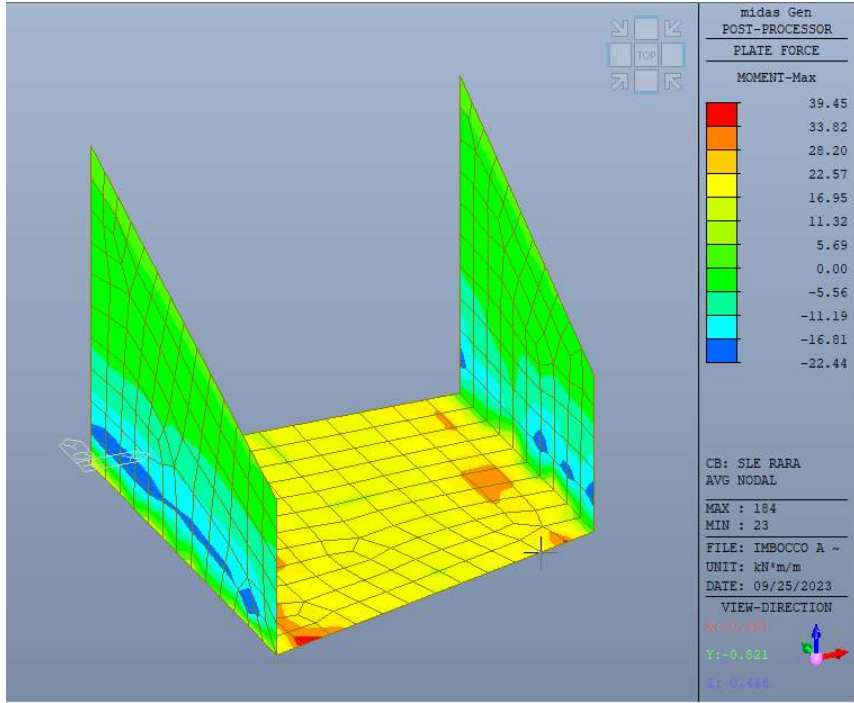 TOP
midas Gen
POST-PROCESSOR
PLATE FORCE
MOMENT-Max
39.45
33.82
28.20
22.57
16.95
11.32
5.69
0.00
-5.56
-11.19
-16.81
-22.44
CB: SLE RARA
AVG NODAL
MAX : 184
MIN : 23
FILE: IMBOCCO A ~
UNIT: kN*m/m
DATE: 09/25/2023
VIEW-DIRECTION
Y:-0.821